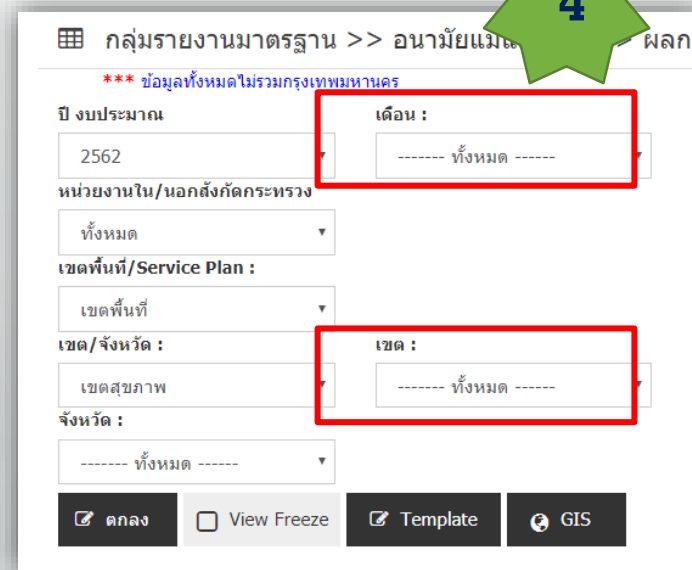 4
กลุ่มรายงานมาตรฐาน >> อนามัยแม่ > ผลก
*** ข้อมูลทั้งหมดไม่รวมกรุงเทพมหานคร
ปี งบประมาณ
เดือน :
2562
------- ทั้งหมด ------
หน่วยงานใน/นอกสังกัดกระทรวง
ทั้งหมด
เขตพื้นที่/Service Plan :
เขตพื้นที่
เขต/จังหวัด :
เขต :
เขตสุขภาพ
------- ทั้งหมด ------
จังหวัด :
------- ทั้งหมด ------
ตกลง
View Freeze
Template
GIS